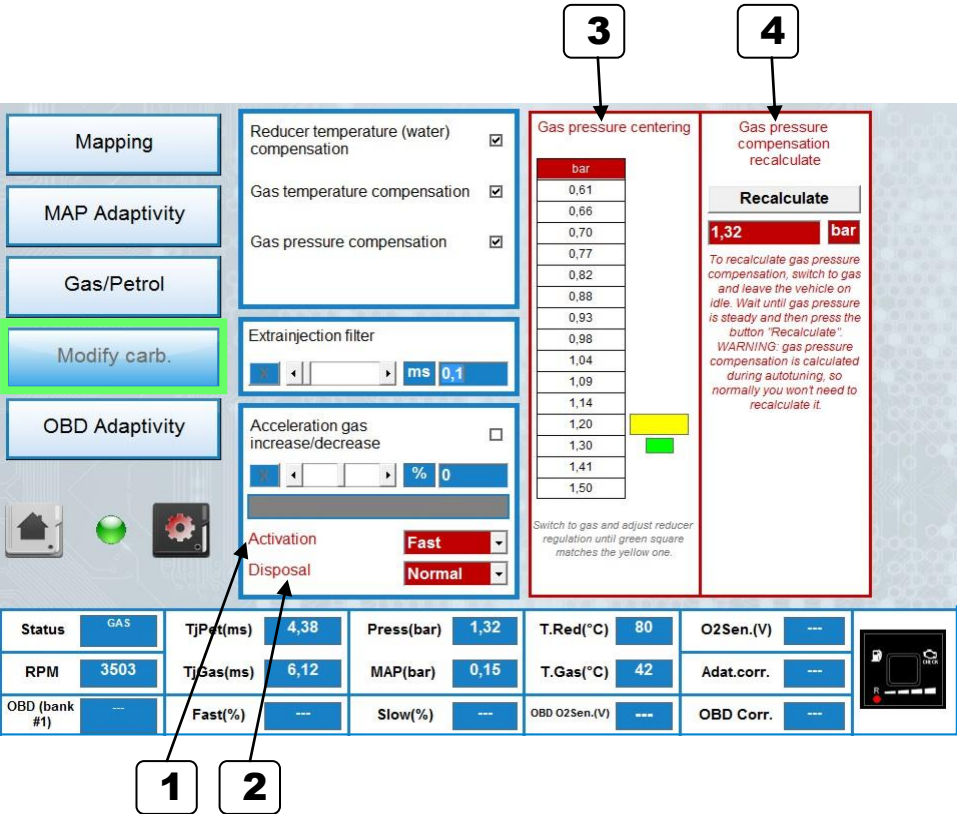 3
4
Mapping
MAP Adaptivity
Gas/Petrol
Modify carb.
OBD Adaptivity
Reducer temperature (water)
compensation
Gas temperature compensation
Gas pressure compensation
Extrainjection filter
X
ms 0,1
Acceleration gas
increase/decrease
X
% 0
Activation Fast
Disposal Normal
Gas pressure centering
bar
0,61
0,66
0,70
0,77
0,82
0,88
0,93
0,98
1,04
1,09
1,14
1,20
1,30
1,41
1,50
Switch to gas and adjust reducer
regulation until green square
matches the yellow one.
Gas pressure
compensation
recalculate
Recalculate
1,32 bar
To recalculate gas pressure
compensation, switch to gas
and leave the vehicle on
idle. Wait until gas pressure
is steady and then press the
button "Recalculate".
WARNING: gas pressure
compensation is calculated
during autotuning, so
normally you won't need to
recalculate it.
Status GAS TjPet(ms) 4,38 Press(bar) 1,32 T.Red(°C) 80 O2Sen.(V) ---
RPM 3503 TjGas(ms) 6,12 MAP(bar) 0,15 T.Gas(°C) 42 Adat.corr. ---
OBD (bank
#1) --- Fast(%) --- Slow(%) --- OBD O2Sen.(V) --- OBD Corr. ---
CHECK
R
1
2